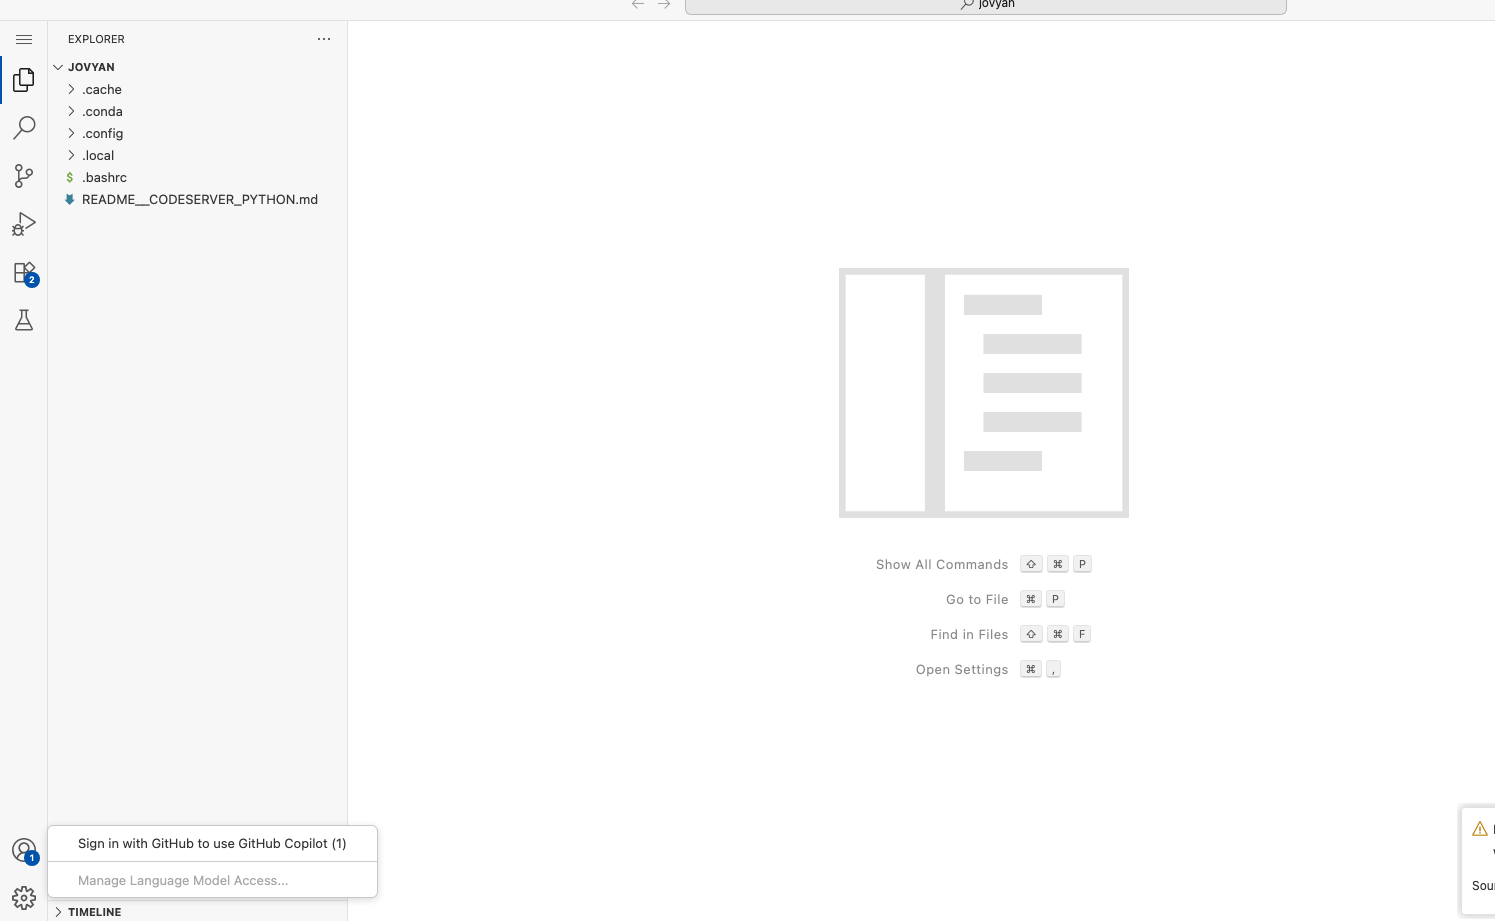 jovyan
EXPLORER
JOVYAN
.cache
.conda
.config
.local
$ .bashrc
README__CODESERVER_PYTHON.md
2
Show All Commands ⇧ ⌘ P
Go to File ⌘ P
Find in Files ⇧ ⌘ F
Open Settings ⌘ ,
1
Sign in with GitHub to use GitHub Copilot (1)
Manage Language Model Access...
TIMELINE